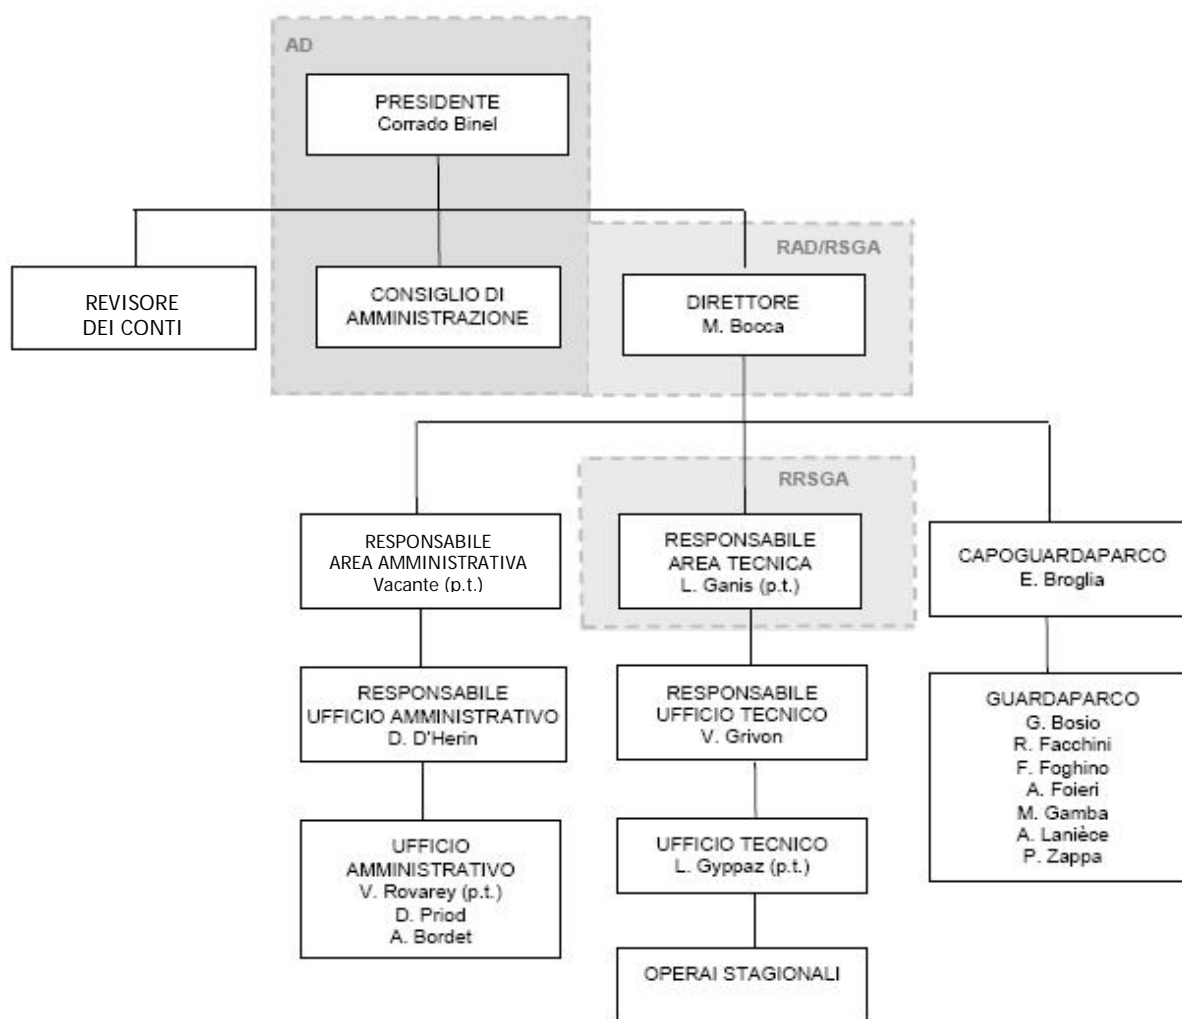 AD
PRESIDENTE
Corrado Binel
RAD/RSGA
REVISORE
DEI CONTI
CONSIGLIO DI
AMMINISTRAZIONE
DIRETTORE
M. Bocca
RRSGA
RESPONSABILE
AREA AMMINISTRATIVA
Vacante (p.t.)
RESPONSABILE
AREA TECNICA
L. Ganis (p.t.)
CAPOGUARDAPARCO
E. Broglia
RESPONSABILE
UFFICIO AMMINISTRATIVO
D. D'Herin
RESPONSABILE
UFFICIO TECNICO
V. Grivon
GUARDAPARCO
G. Bosio
R. Facchini
F. Foghino
A. Foieri
M. Gamba
A. Lanièce
P. Zappa
UFFICIO
AMMINISTRATIVO
V. Rovarey (p.t.)
D. Priod
A. Bordet
UFFICIO TECNICO
L. Gyppaz (p.t.)
OPERAI STAGIONALI